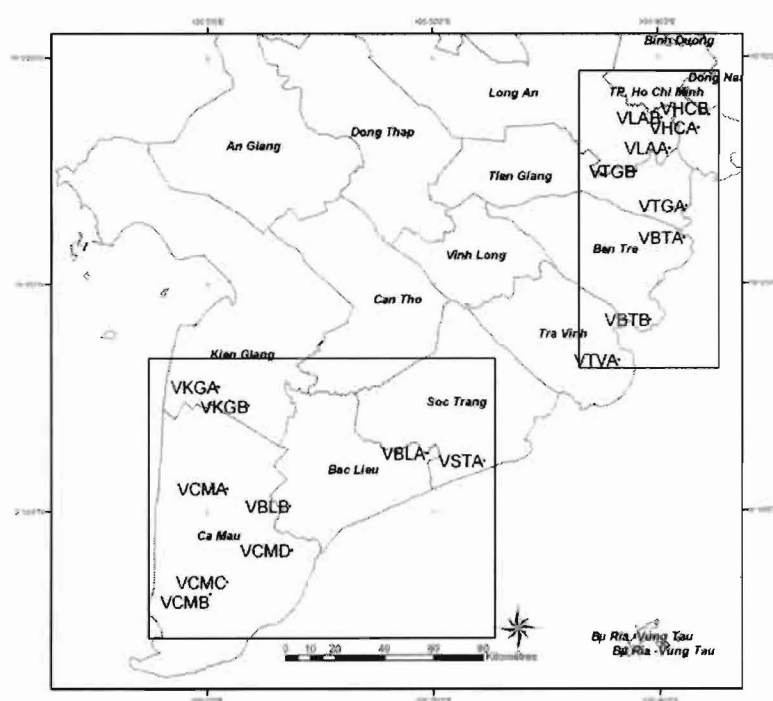 Binh Duong
Dong Na
TP. Ho Chi Minh
Long An
VHCB
VLAB
VHCA
Dong Thap
An Giang
VLAA
VTGB
Tien Giang
VTGA
VBTA
Ben Tre
Vinh Long
Can Tho
VBTB
Tra Vinh
VTVA
Kien Giang
VKGA
VKGB
Soc Trang
VBLA
VSTA
Bac Lieu
VCMA
VBLB
Ca Mau
VCMD
VCMC
VCMB
Bµ Ria -Vung Tau
Bµ Ria -Vung Tau
0 10 20 40 60 80
Kilometres